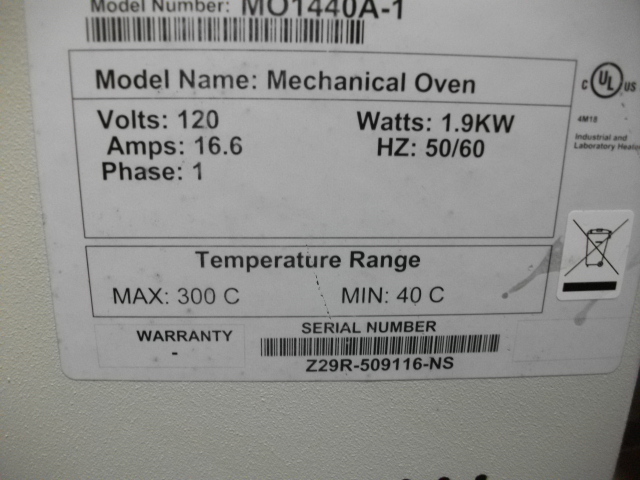 Model Number: MO1440A-1
Model Name: Mechanical Oven
Volts: 120
Watts: 1.9KW
Amps: 16.6
HZ: 50/60
Phase: 1
c UL US
4M18
Industrial and
Laboratory Heating
Temperature Range
MAX: 300 C
MIN: 40 C
WARRANTY
-
SERIAL NUMBER
Z29R-509116-NS